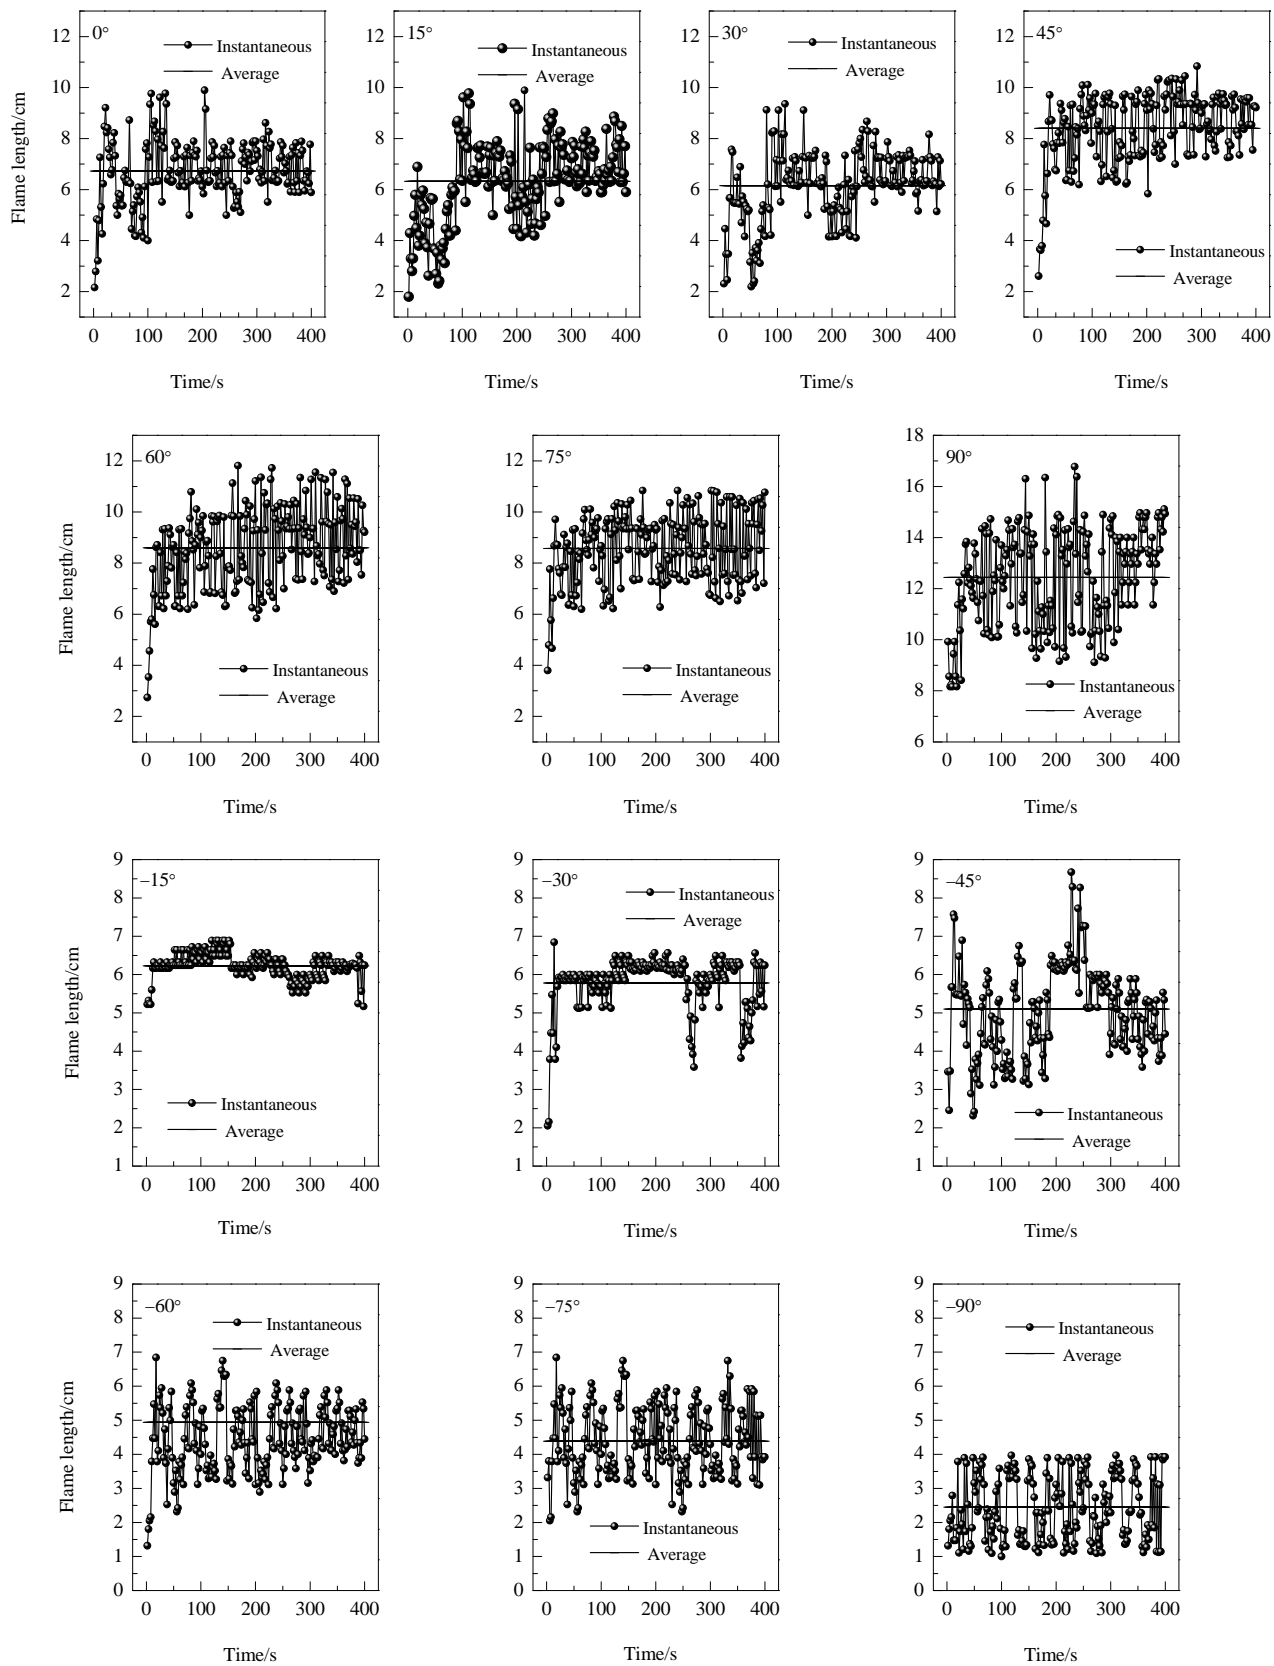 0°
Instantaneous
Average
12
10
8
6
4
2
0 100 200 300 400
Flame length/cm
Time/s
15°
Instantaneous
Average
12
10
8
6
4
2
0 100 200 300 400
Time/s
30°
Instantaneous
Average
12
10
8
6
4
2
0 100 200 300 400
Time/s
45°
Instantaneous
Average
12
10
8
6
4
2
0 100 200 300 400
Time/s
60°
Instantaneous
Average
12
10
8
6
4
2
0 100 200 300 400
Flame length/cm
Time/s
75°
Instantaneous
Average
12
10
8
6
4
2
0 100 200 300 400
Time/s
90°
Instantaneous
Average
18
16
14
12
10
8
6
0 100 200 300 400
Time/s
–15°
Instantaneous
Average
9
8
7
6
5
4
3
2
1
0 100 200 300 400
Flame length/cm
Time/s
–30°
Instantaneous
Average
9
8
7
6
5
4
3
2
1
0 100 200 300 400
Time/s
–45°
Instantaneous
Average
9
8
7
6
5
4
3
2
1
0 100 200 300 400
Time/s
–60°
Instantaneous
Average
9
8
7
6
5
4
3
2
1
0
0 100 200 300 400
Flame length/cm
Time/s
–75°
Instantaneous
Average
9
8
7
6
5
4
3
2
1
0
0 100 200 300 400
Time/s
–90°
Instantaneous
Average
9
8
7
6
5
4
3
2
1
0
0 100 200 300 400
Time/s